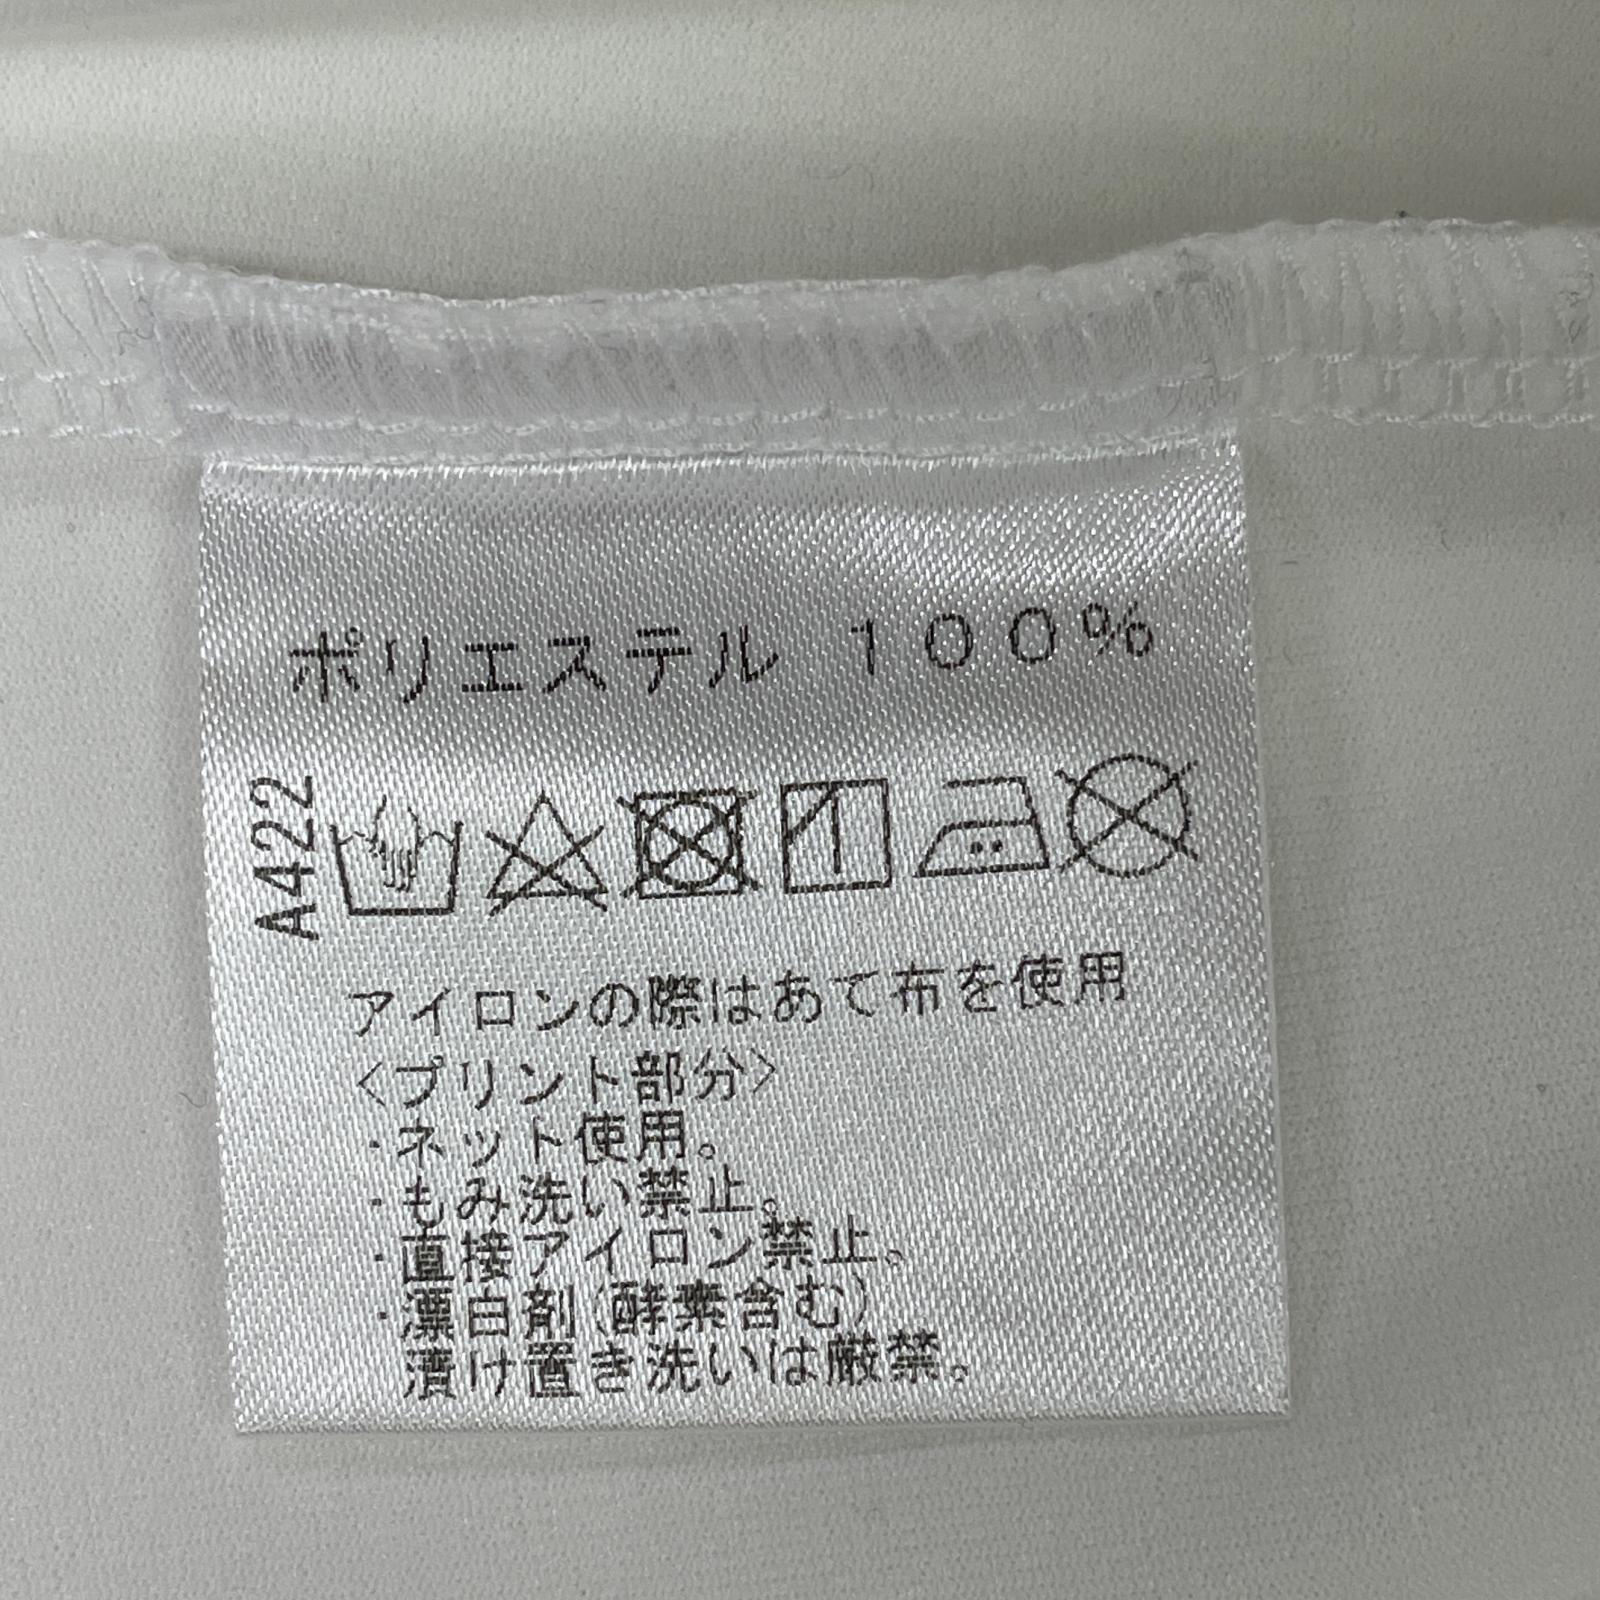 ポリエステル 100%
A422
アイロンの際はあて布を使用
<プリント部分>
・ネット使用。
・もみ洗い禁止。
・直接アイロン禁止。
・漂白剤(酵素含む)
漬け置き洗いは厳禁。